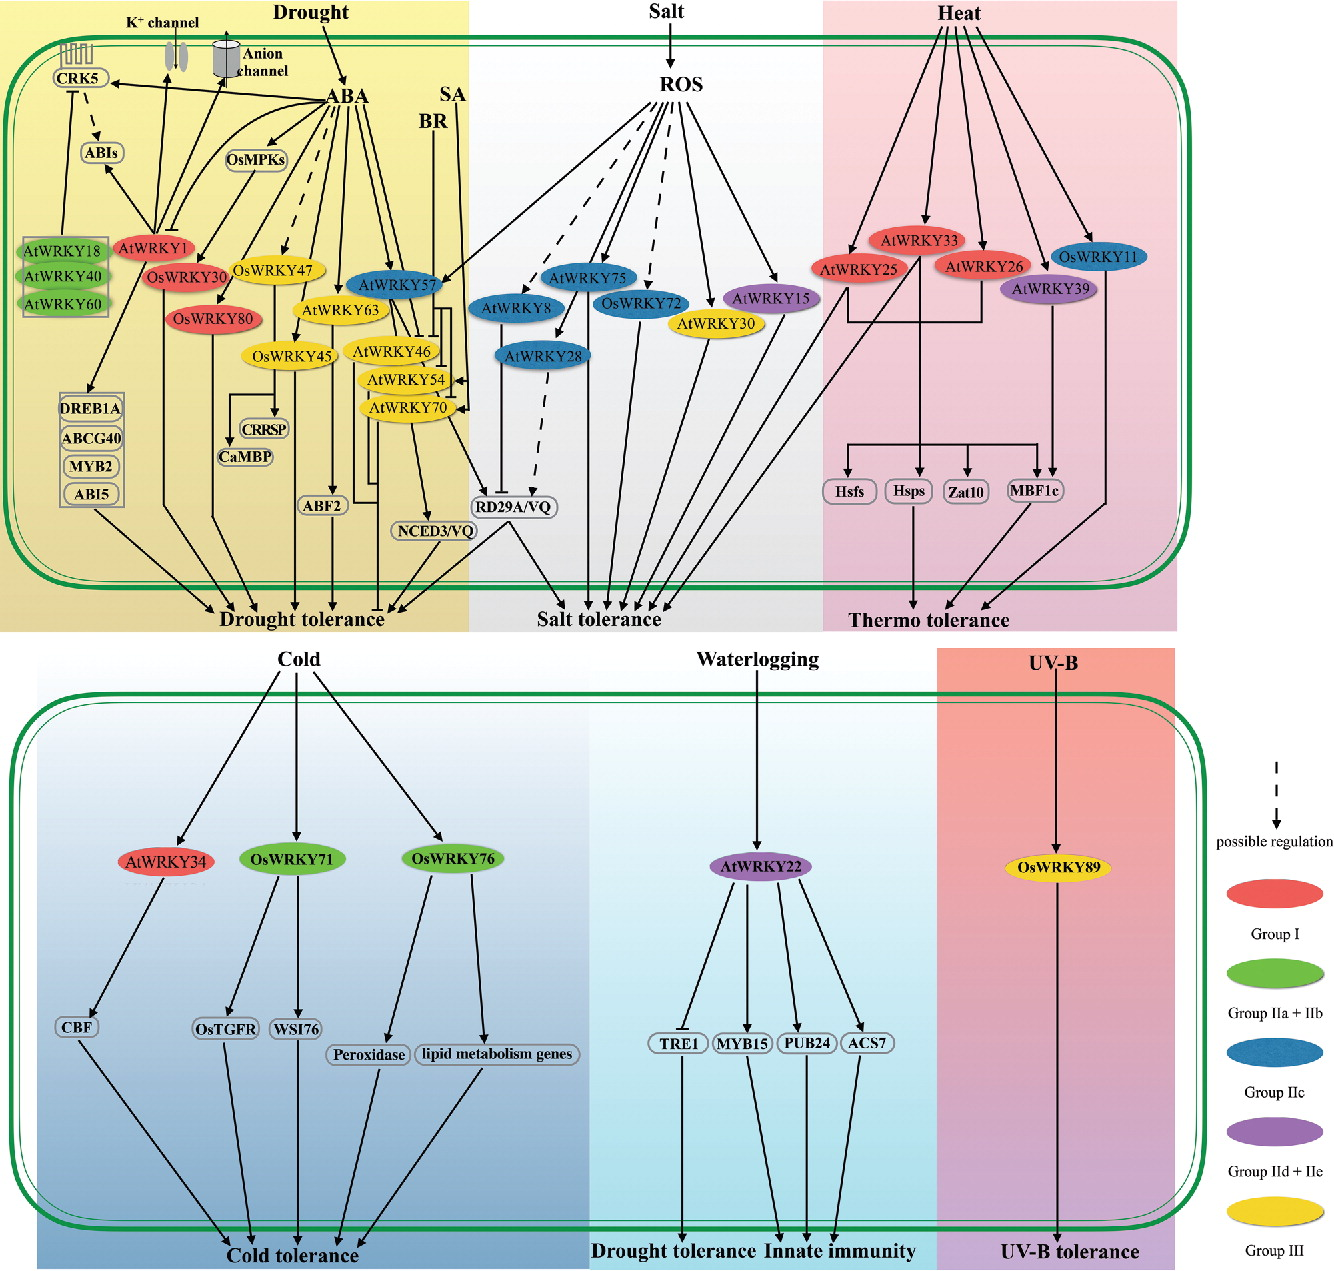 Drought
Salt
Heat
K+ channel
Anion
channel
CRK5
ABA
SA
BR
ROS
ABIs
OsMPKs
AtWRKY18
AtWRKY40
AtWRKY60
AtWRKY1
OsWRKY30
OsWRKY80
OsWRKY47
OsWRKY45
AtWRKY63
AtWRKY57
AtWRKY46
AtWRKY54
AtWRKY70
AtWRKY8
AtWRKY75
AtWRKY28
OsWRKY72
AtWRKY30
AtWRKY15
AtWRKY25
AtWRKY33
AtWRKY26
AtWRKY39
OsWRKY11
DREB1A
ABCG40
MYB2
ABI5
CRRSP
CaMBP
ABF2
NCED3/VQ
RD29A/VQ
Hsfs
Hsps
Zat10
MBF1c
Drought tolerance
Salt tolerance
Thermo tolerance
Cold
Waterlogging
UV-B
AtWRKY34
OsWRKY71
OsWRKY76
AtWRKY22
OsWRKY89
CBF
OsTGFR
WSI76
Peroxidase
lipid metabolism genes
TRE1
MYB15
PUB24
ACS7
Cold tolerance
Drought tolerance
Innate immunity
UV-B tolerance
possible regulation
Group I
Group IIa + IIb
Group IIc
Group IId + IIe
Group III